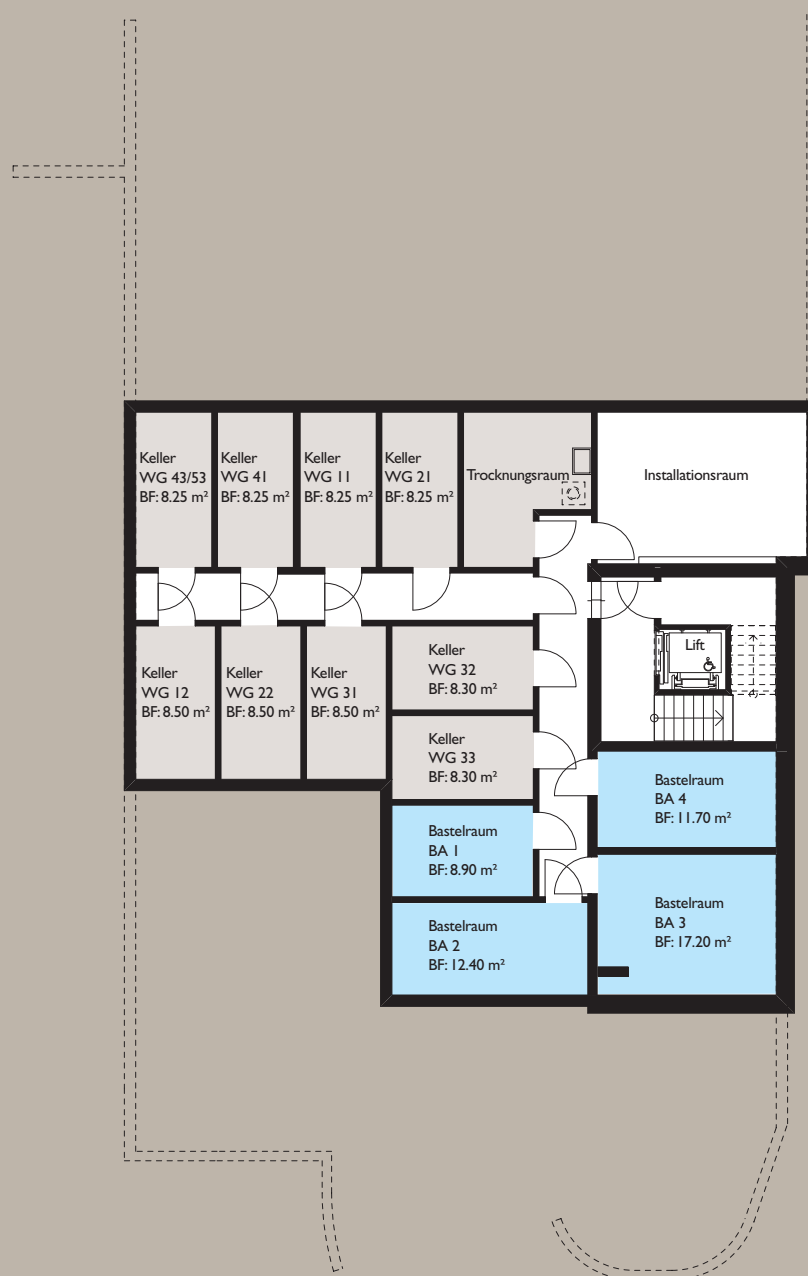 Keller
WG 43/53
BF: 8.25 m²
Keller
WG 41
BF: 8.25 m²
Keller
WG 11
BF: 8.25 m²
Keller
WG 21
BF: 8.25 m²
Trocknungsraum
Installationsraum
Keller
WG 12
BF: 8.50 m²
Keller
WG 22
BF: 8.50 m²
Keller
WG 31
BF: 8.50 m²
Keller
WG 32
BF: 8.30 m²
Lift
Keller
WG 33
BF: 8.30 m²
Bastelraum
BA 4
BF: 11.70 m²
Bastelraum
BA 1
BF: 8.90 m²
Bastelraum
BA 3
BF: 17.20 m²
Bastelraum
BA 2
BF: 12.40 m²